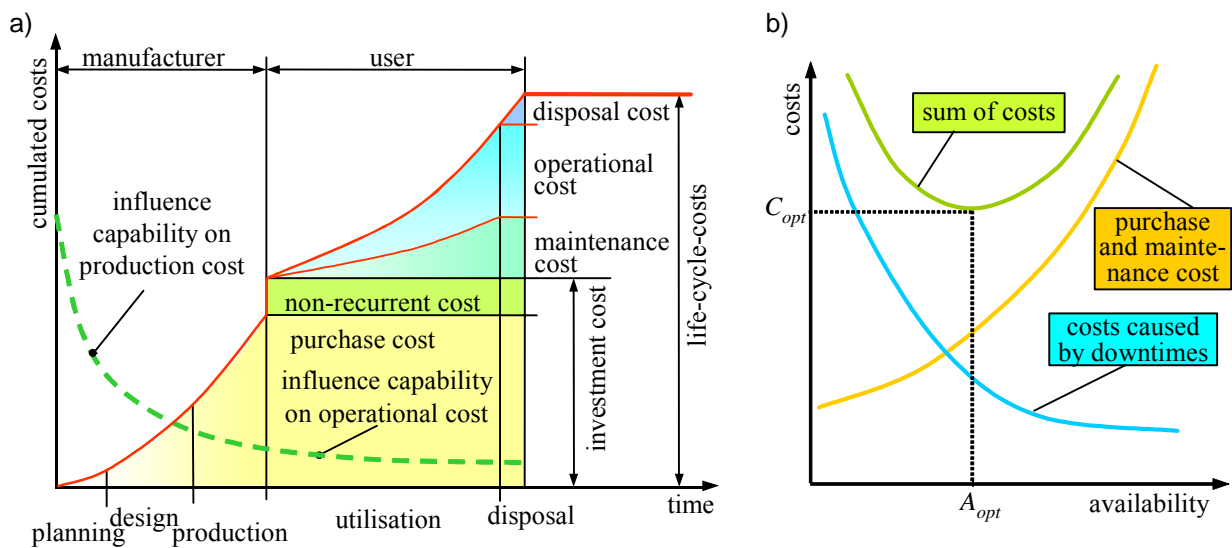 a)
cumulated costs
manufacturer
user
influence
capability on
production cost
disposal cost
operational
cost
maintenance
cost
non-recurrent cost
purchase cost
influence capability
on operational cost
investment cost
life-cycle-costs
time
planning
design
production
utilisation
disposal
b)
costs
sum of costs
C opt
purchase
and mainte-
nance cost
costs caused
by downtimes
A opt
availability